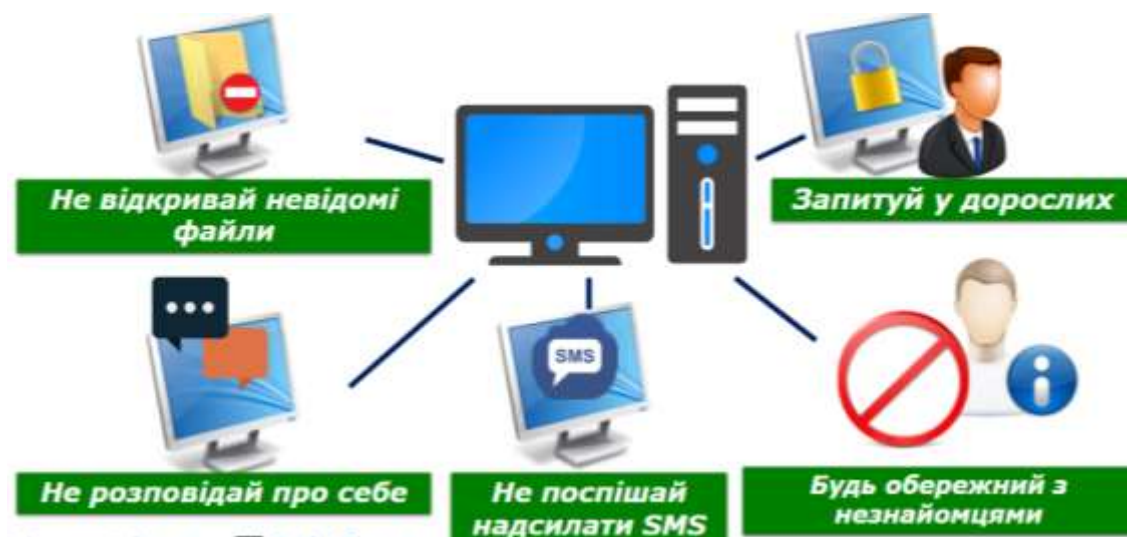 Не відкривай невідомі
файли
Запитуй у дорослих
SMS
Не розповідай про себе
Не поспішай
надсилати SMS
Будь обережний з
незнайомцями